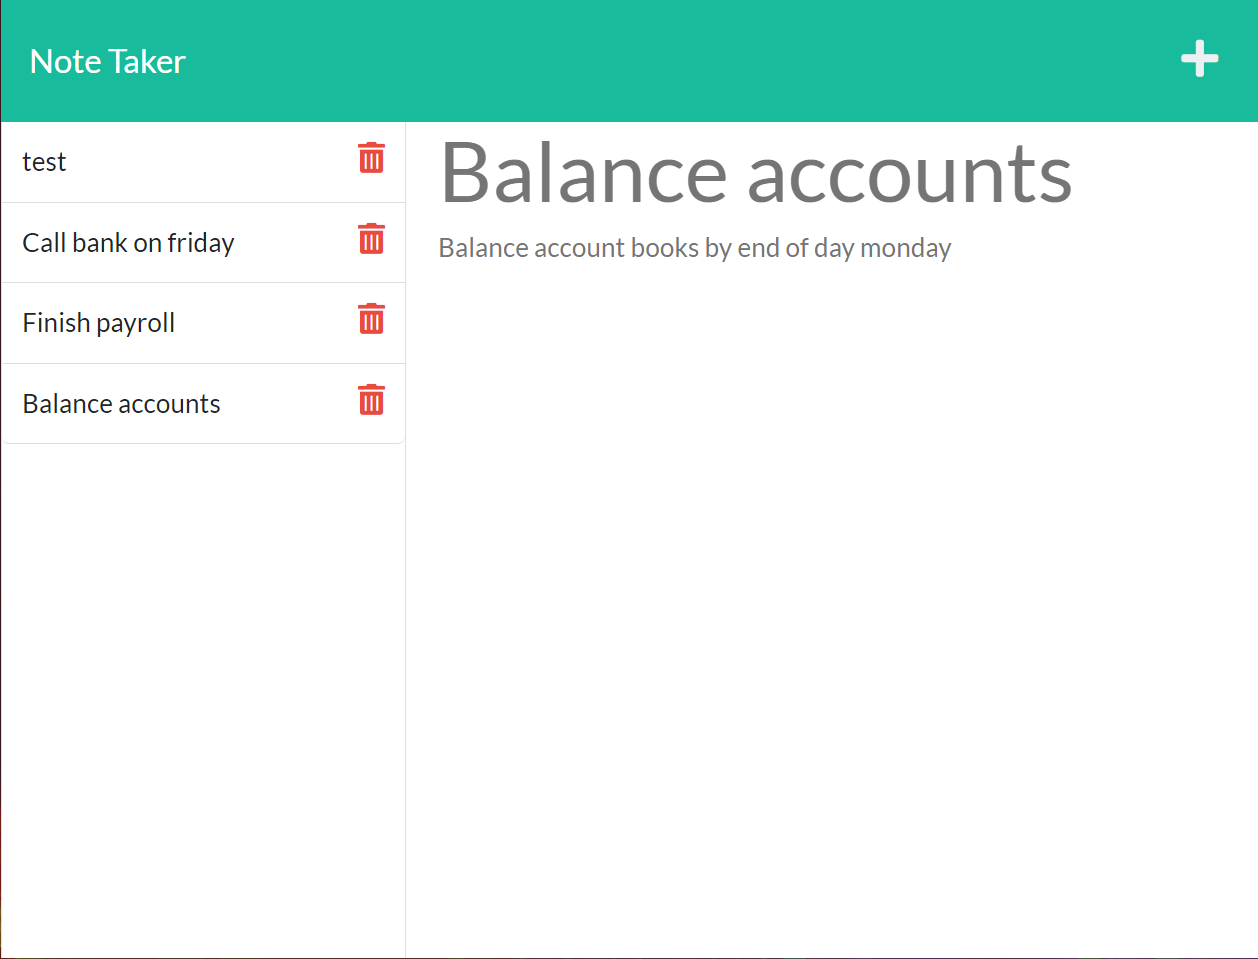 Note Taker
test
Call bank on friday
Finish payroll
Balance accounts
Balance accounts
Balance account books by end of day monday